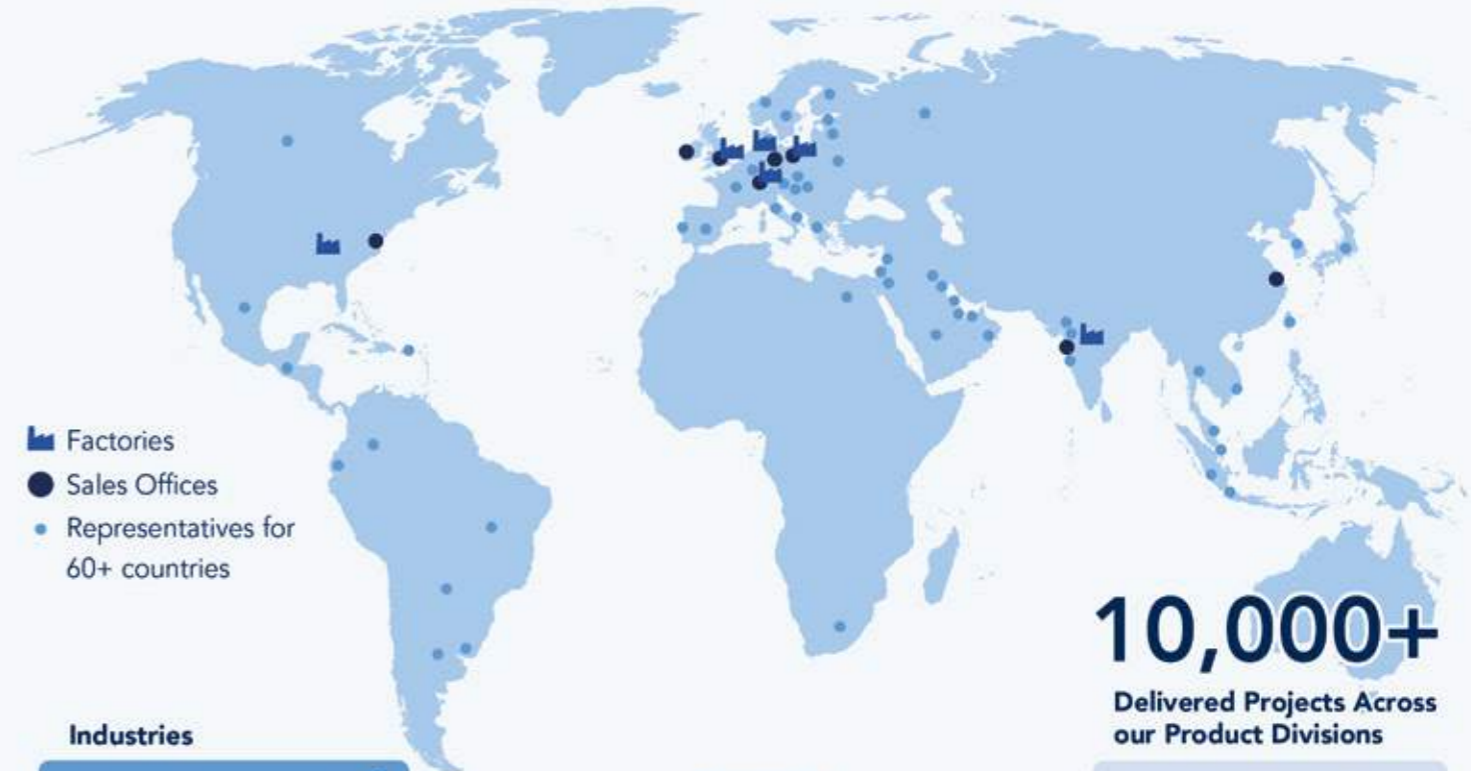 Factories
Sales Offices
Representatives for
60+ countries
10,000+
Delivered Projects Across
our Product Divisions
Industries